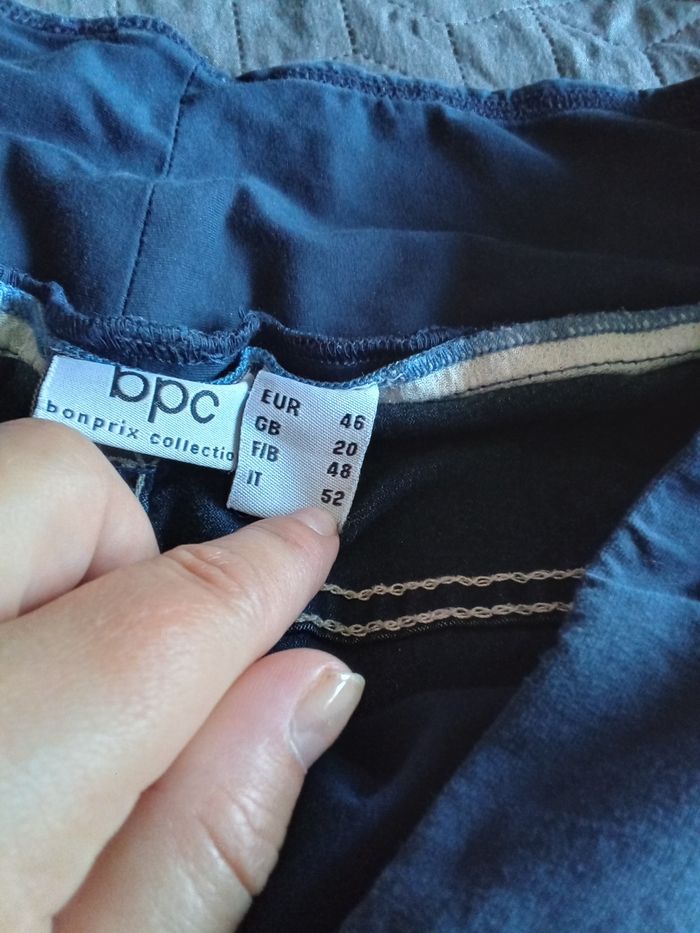 bpc
bonprix collectio
EUR 46
GB 20
F/B 48
IT 52